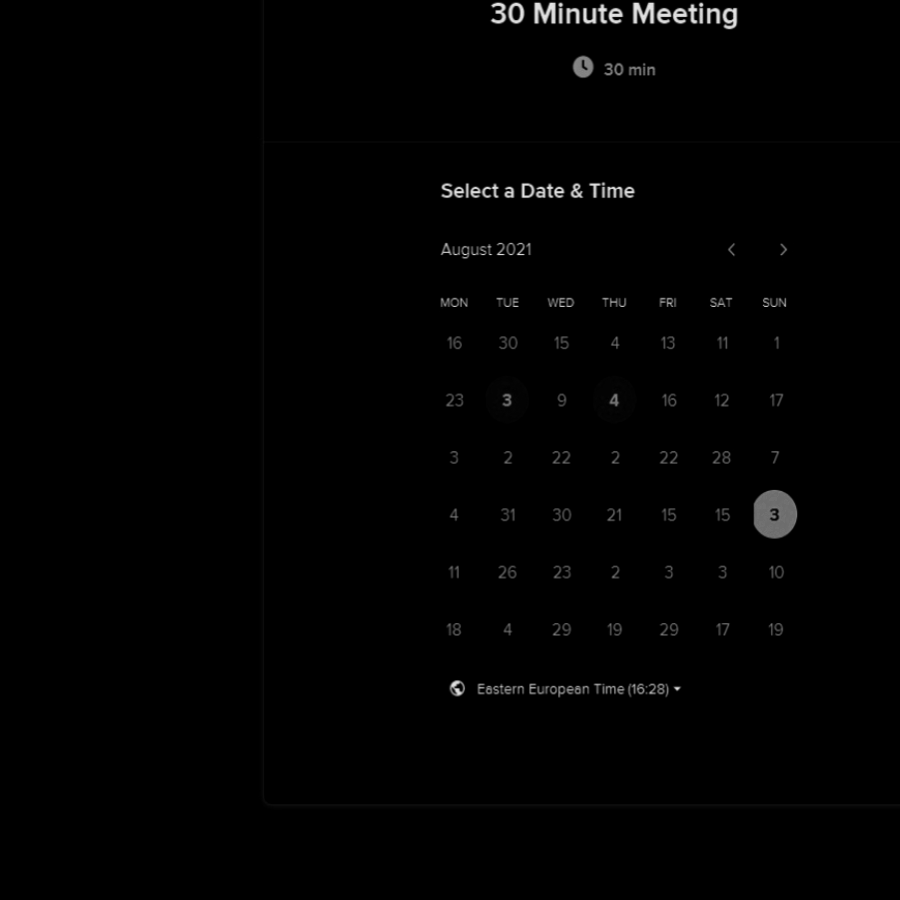 30 Minute Meeting
30 min
Select a Date & Time
August 2021
MON TUE WED THU FRI SAT SUN
16 30 15 4 13 11 1
23 3 9 4 16 12 17
3 2 22 2 22 28 7
4 31 30 21 15 15 3
11 26 23 2 3 3 10
18 4 29 19 29 17 19
Eastern European Time (16:28)